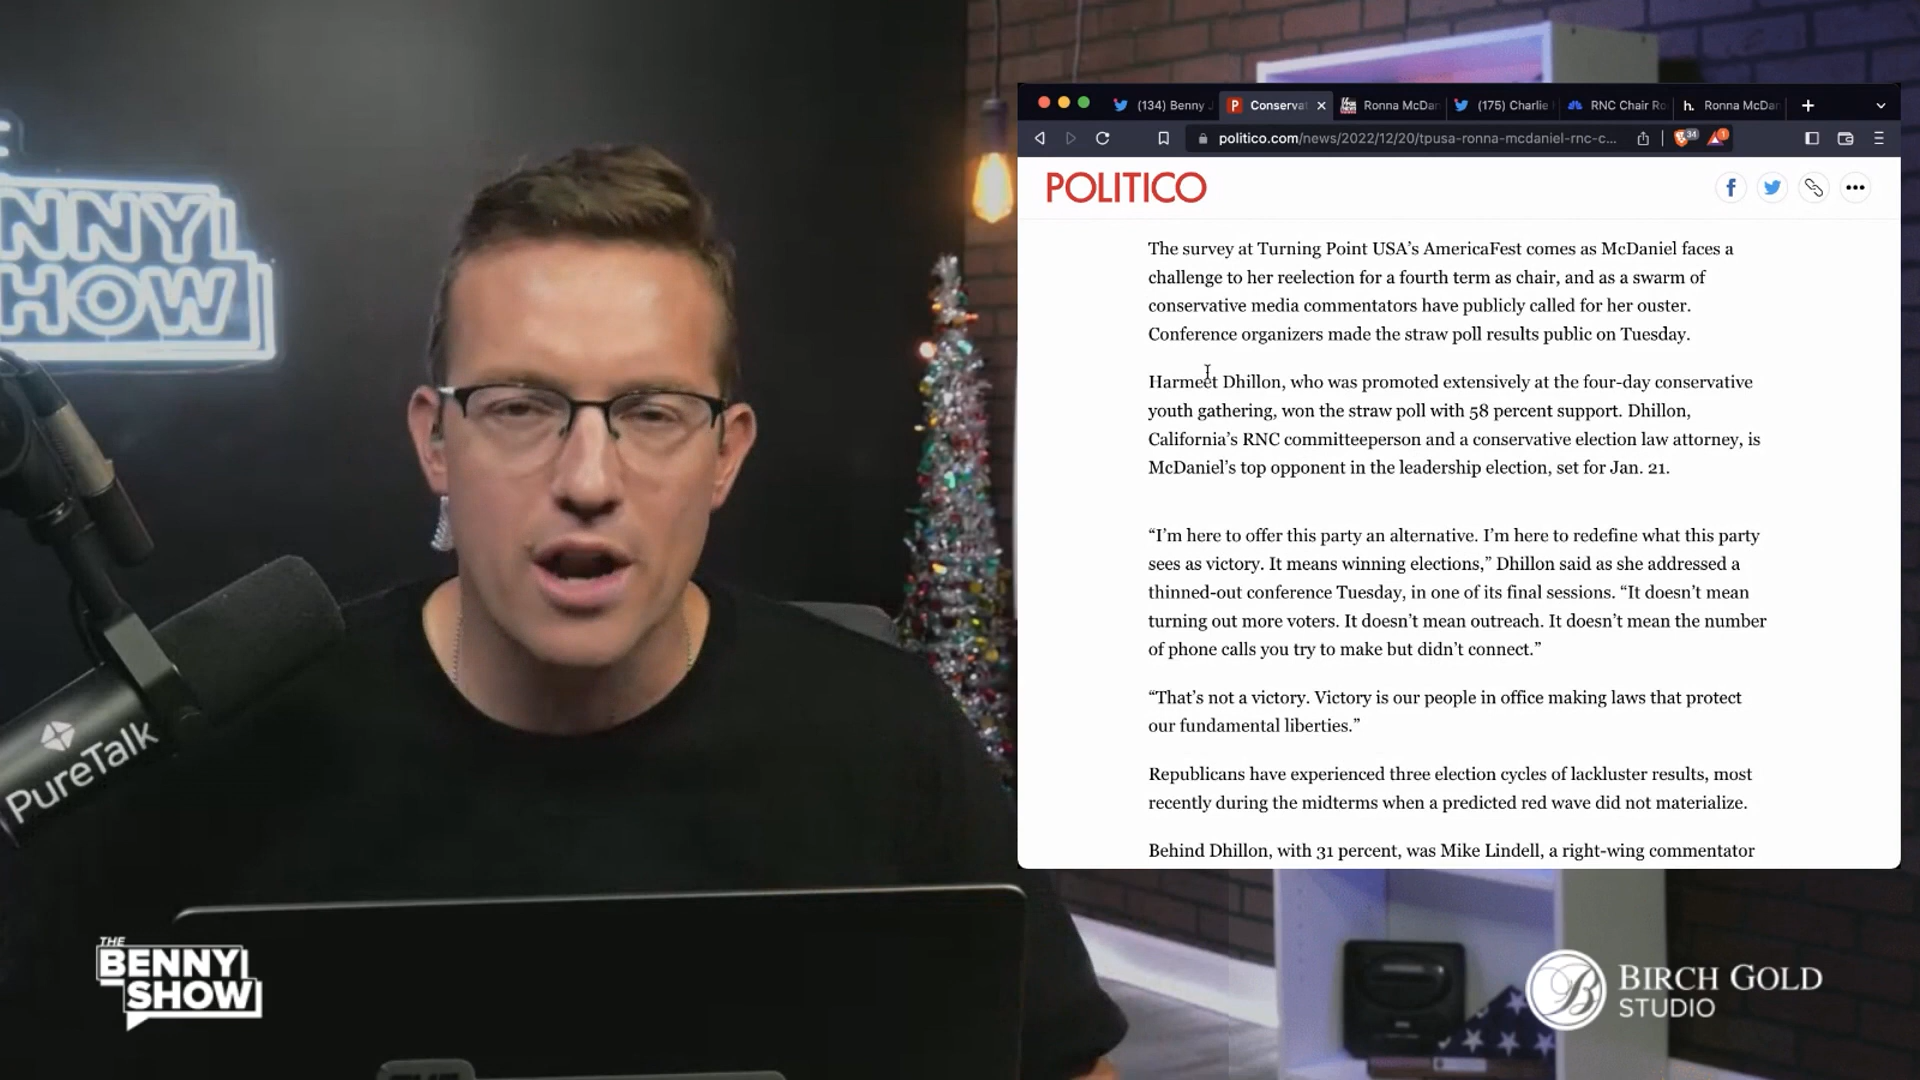 NNY
HOW
PureTalk
THE
BENNY
SHOW
(134) Benny J
Conservat
Ronna McDan
(175) Charlie
RNC Chair Ro
h. Ronna McDan
politico.com/news/2022/12/20/tpusa-ronna-mcdaniel-rnc-c...
34
1
POLITICO
The survey at Turning Point USA’s AmericaFest comes as McDaniel faces a
challenge to her reelection for a fourth term as chair, and as a swarm of
conservative media commentators have publicly called for her ouster.
Conference organizers made the straw poll results public on Tuesday.
Harmeet Dhillon, who was promoted extensively at the four-day conservative
youth gathering, won the straw poll with 58 percent support. Dhillon,
California’s RNC committeeperson and a conservative election law attorney, is
McDaniel’s top opponent in the leadership election, set for Jan. 21.
“I’m here to offer this party an alternative. I’m here to redefine what this party
sees as victory. It means winning elections,” Dhillon said as she addressed a
thinned-out conference Tuesday, in one of its final sessions. “It doesn’t mean
turning out more voters. It doesn’t mean outreach. It doesn’t mean the number
of phone calls you try to make but didn’t connect.”
“That’s not a victory. Victory is our people in office making laws that protect
our fundamental liberties.”
Republicans have experienced three election cycles of lackluster results, most
recently during the midterms when a predicted red wave did not materialize.
Behind Dhillon, with 31 percent, was Mike Lindell, a right-wing commentator
BIRCH GOLD
STUDIO